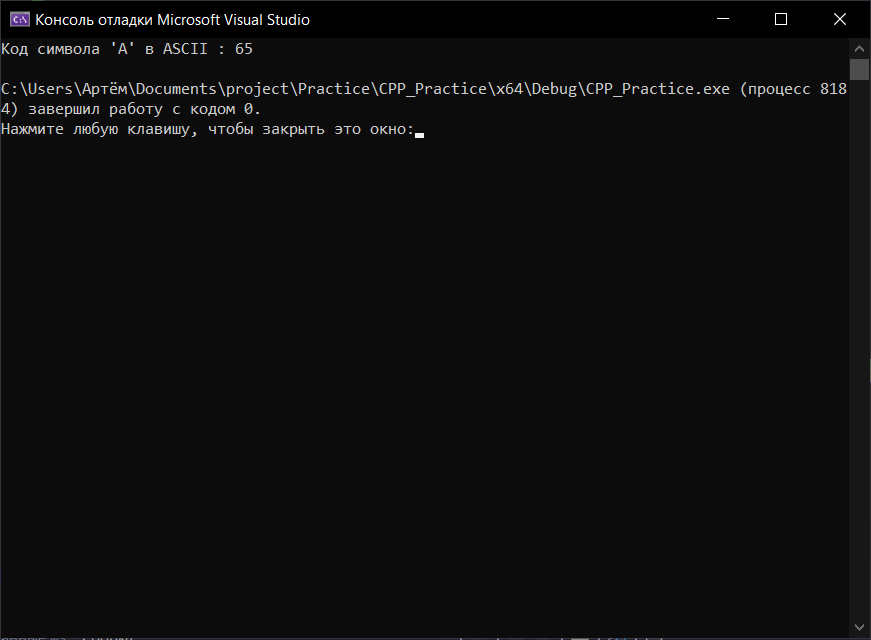 Консоль отладки Microsoft Visual Studio
Код символа 'A' в ASCII : 65
C:\Users\Артём\Documents\project\Practice\CPP_Practice\x64\Debug\CPP_Practice.exe (процесс 818
4) завершил работу с кодом 0.
Нажмите любую клавишу, чтобы закрыть это окно: